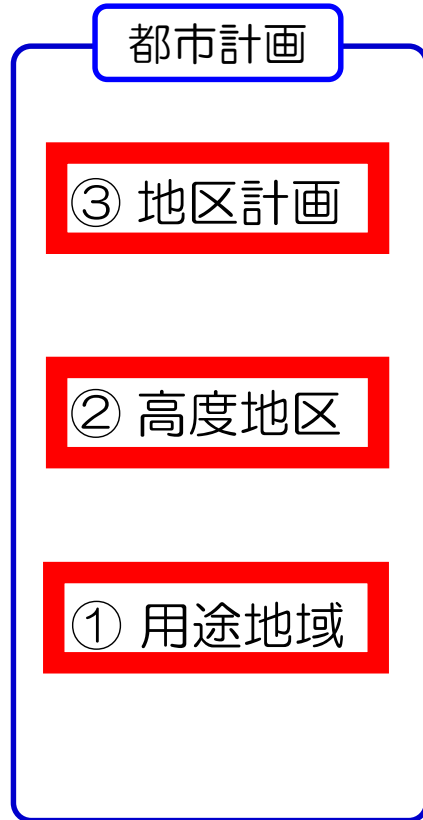 都市計画
③ 地区計画
② 高度地区
① 用途地域